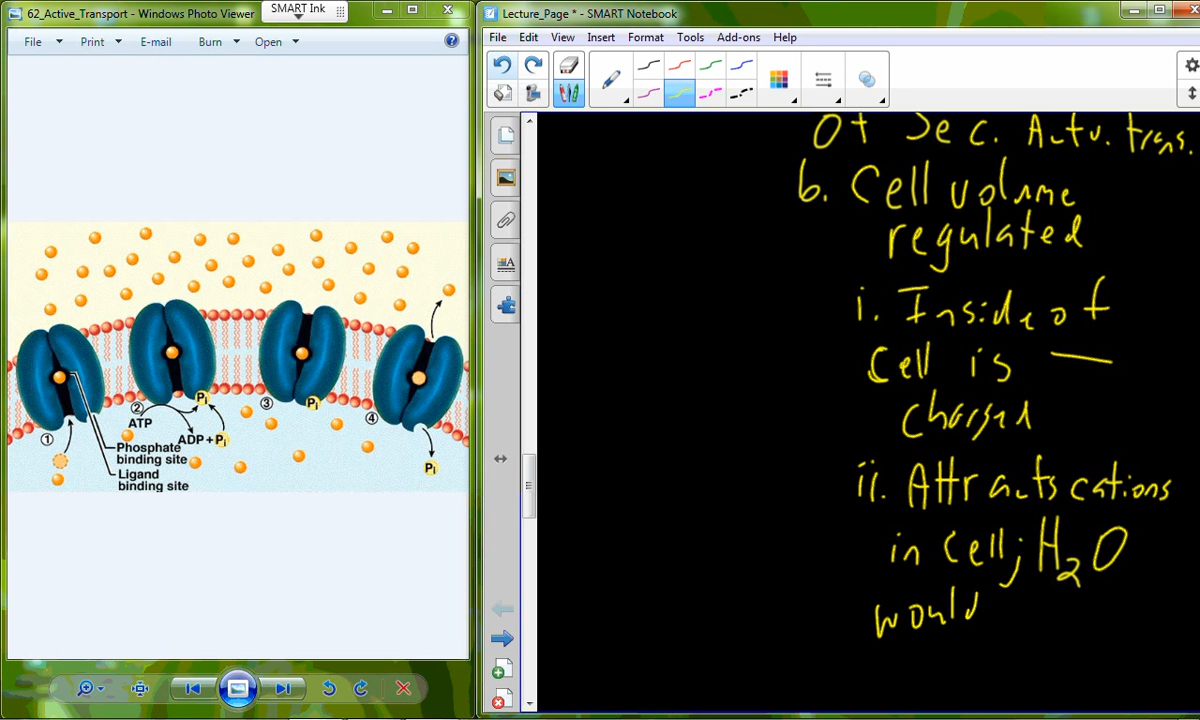 62_Active_Transport - Windows Photo Viewer
SMART Ink
File Print E-mail Burn Open
①
②
③
④
ATP
ADP + Pi
Pi
Pi
Pi
Phosphate
binding site
Ligand
binding site
Lecture_Page * - SMART Notebook
File Edit View Insert Format Tools Add-ons Help
Of Sec. Actv. trans.
b. Cell volume
regulated
i. Inside of
Cell is —
charged
ii. Attracts cations
in cell; H₂O
would